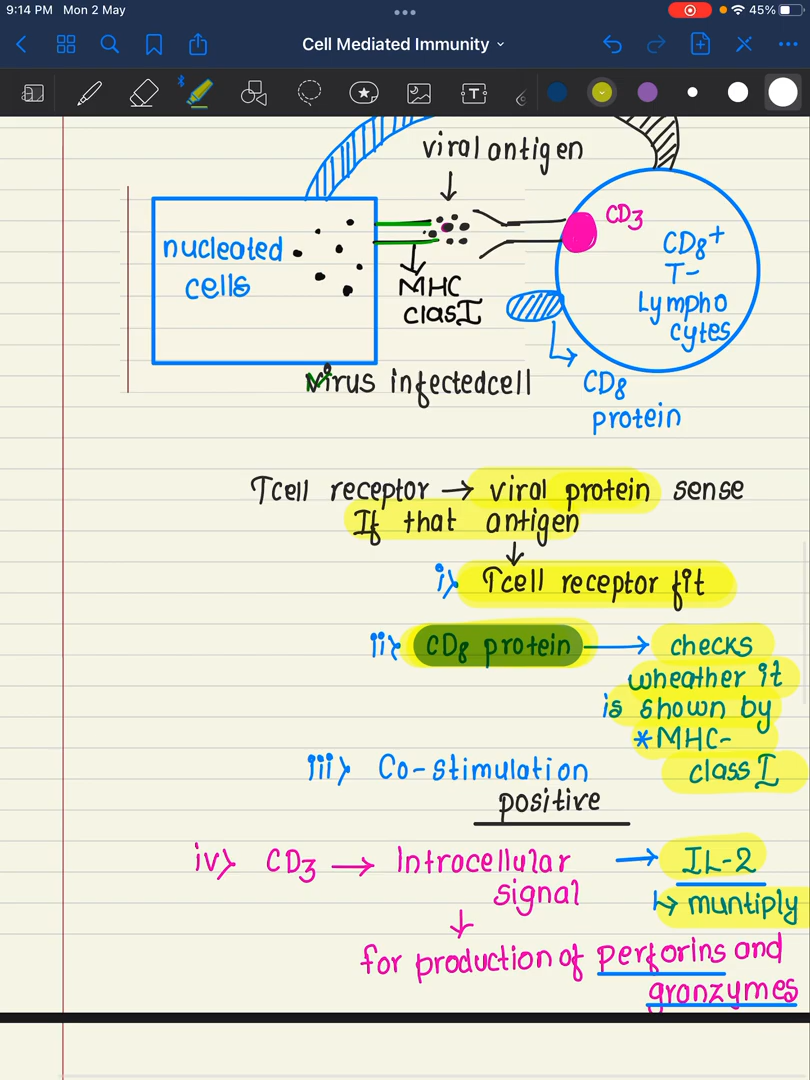 9:14 PM Mon 2 May
45%
Cell Mediated Immunity
viral antigen
CD3
nucleated
cells
CD8+
T-
Lympho
cytes
MHC
clasI
Virus infectedcell
CD8
protein
Tcell receptor → viral protein sense
If that antigen
↓
i> Tcell receptor fit
ii> CD8 protein → checks
wheather it
is shown by
*MHC-
class I
iii> Co-stimulation
positive
iv> CD3 → Introcellular → IL-2
signal ↳ muntiply
↓
for production of perforins and
gronzymes